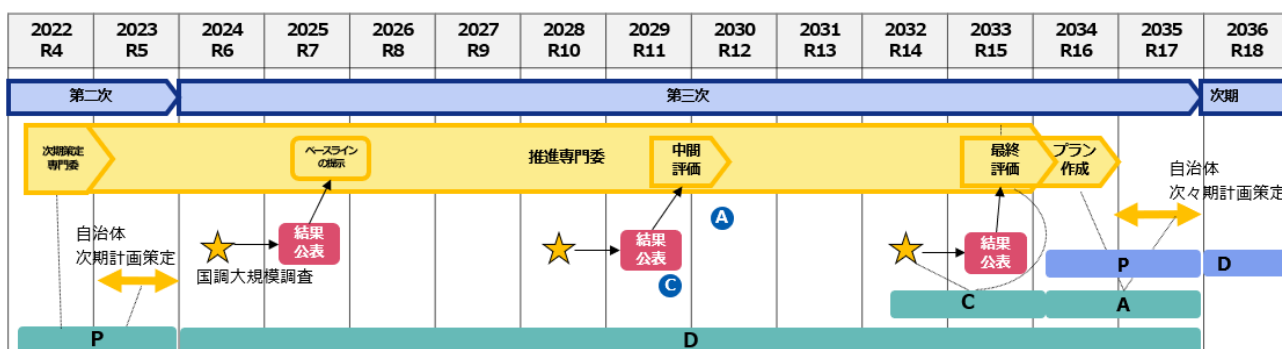 2022 2023 2024 2025 2026 2027 2028 2029 2030 2031 2032 2033 2034 2035 2036
R4 R5 R6 R7 R8 R9 R10 R11 R12 R13 R14 R15 R16 R17 R18
第二次 第三次 次期
次期策定
専門委
ベースライン
の提示
推進専門委
中間
評価
最終
評価
プラン
作成
自治体
次々期計画策定
自治体
次期計画策定
結果
公表
国調大規模調査
結果
公表
結果
公表
A
C
P D
C A
P D